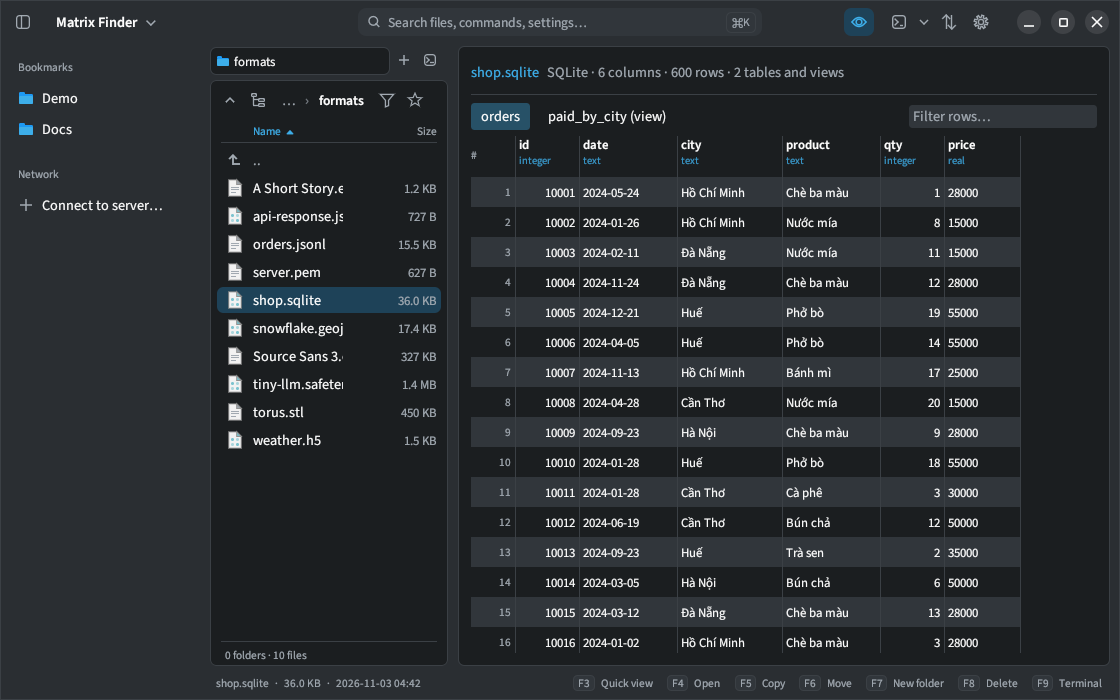 Matrix Finder
Search files, commands, settings…
⌘K
Bookmarks
Demo
Docs
Network
Connect to server…
formats
… › formats
Name Size
..
A Short Story.e 1.2 KB
api-response.js 727 B
orders.jsonl 15.5 KB
server.pem 627 B
shop.sqlite 36.0 KB
snowflake.geoj 17.4 KB
Source Sans 3. 327 KB
tiny-llm.safeter 1.4 MB
torus.stl 450 KB
weather.h5 1.5 KB
0 folders · 10 files
shop.sqlite SQLite · 6 columns · 600 rows · 2 tables and views
orders paid_by_city (view) Filter rows…
# id date city product qty price
integer text text text integer real
1 10001 2024-05-24 Hồ Chí Minh Chè ba màu 1 28000
2 10002 2024-01-26 Hồ Chí Minh Nước mía 8 15000
3 10003 2024-02-11 Đà Nẵng Nước mía 11 15000
4 10004 2024-11-24 Đà Nẵng Chè ba màu 12 28000
5 10005 2024-12-21 Huế Phở bò 19 55000
6 10006 2024-04-05 Huế Phở bò 14 55000
7 10007 2024-11-13 Hồ Chí Minh Bánh mì 17 25000
8 10008 2024-04-28 Cần Thơ Nước mía 20 15000
9 10009 2024-09-23 Hà Nội Chè ba màu 9 28000
10 10010 2024-01-28 Huế Phở bò 18 55000
11 10011 2024-01-28 Cần Thơ Cà phê 3 30000
12 10012 2024-06-19 Cần Thơ Bún chả 12 50000
13 10013 2024-09-23 Huế Trà sen 2 35000
14 10014 2024-03-05 Hà Nội Bún chả 6 50000
15 10015 2024-03-12 Đà Nẵng Chè ba màu 13 28000
16 10016 2024-01-02 Hồ Chí Minh Chè ba màu 3 28000
shop.sqlite · 36.0 KB · 2026-11-03 04:42
F3 Quick view F4 Open F5 Copy F6 Move F7 New folder F8 Delete F9 Terminal